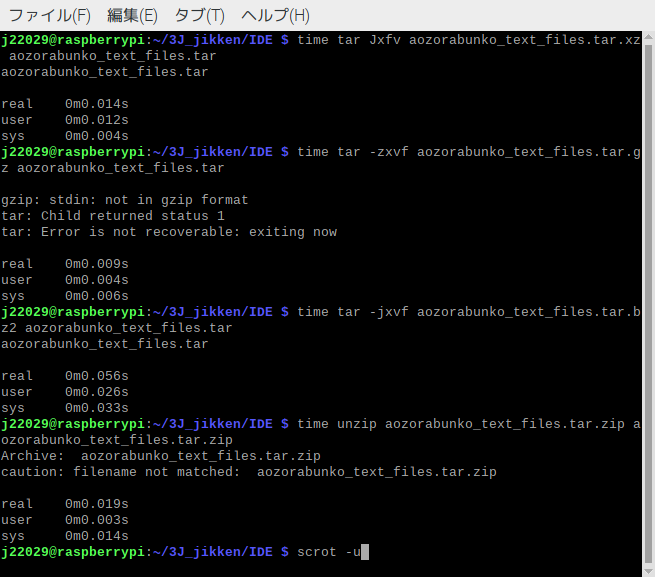 ファイル(F) 編集(E) タブ(T) ヘルプ(H)
j22029@raspberrypi:~/3J_jikken/IDE $ time tar Jxfv aozorabunko_text_files.tar.xz
 aozorabunko_text_files.tar
aozorabunko_text_files.tar
real    0m0.014s
user    0m0.012s
sys     0m0.004s
j22029@raspberrypi:~/3J_jikken/IDE $ time tar -zxvf aozorabunko_text_files.tar.g
z aozorabunko_text_files.tar
gzip: stdin: not in gzip format
tar: Child returned status 1
tar: Error is not recoverable: exiting now
real    0m0.009s
user    0m0.004s
sys     0m0.006s
j22029@raspberrypi:~/3J_jikken/IDE $ time tar -jxvf aozorabunko_text_files.tar.b
z2 aozorabunko_text_files.tar
aozorabunko_text_files.tar
real    0m0.056s
user    0m0.026s
sys     0m0.033s
j22029@raspberrypi:~/3J_jikken/IDE $ time unzip aozorabunko_text_files.tar.zip a
ozorabunko_text_files.tar.zip
Archive:  aozorabunko_text_files.tar.zip
caution: filename not matched:  aozorabunko_text_files.tar.zip
real    0m0.019s
user    0m0.003s
sys     0m0.014s
j22029@raspberrypi:~/3J_jikken/IDE $ scrot -u